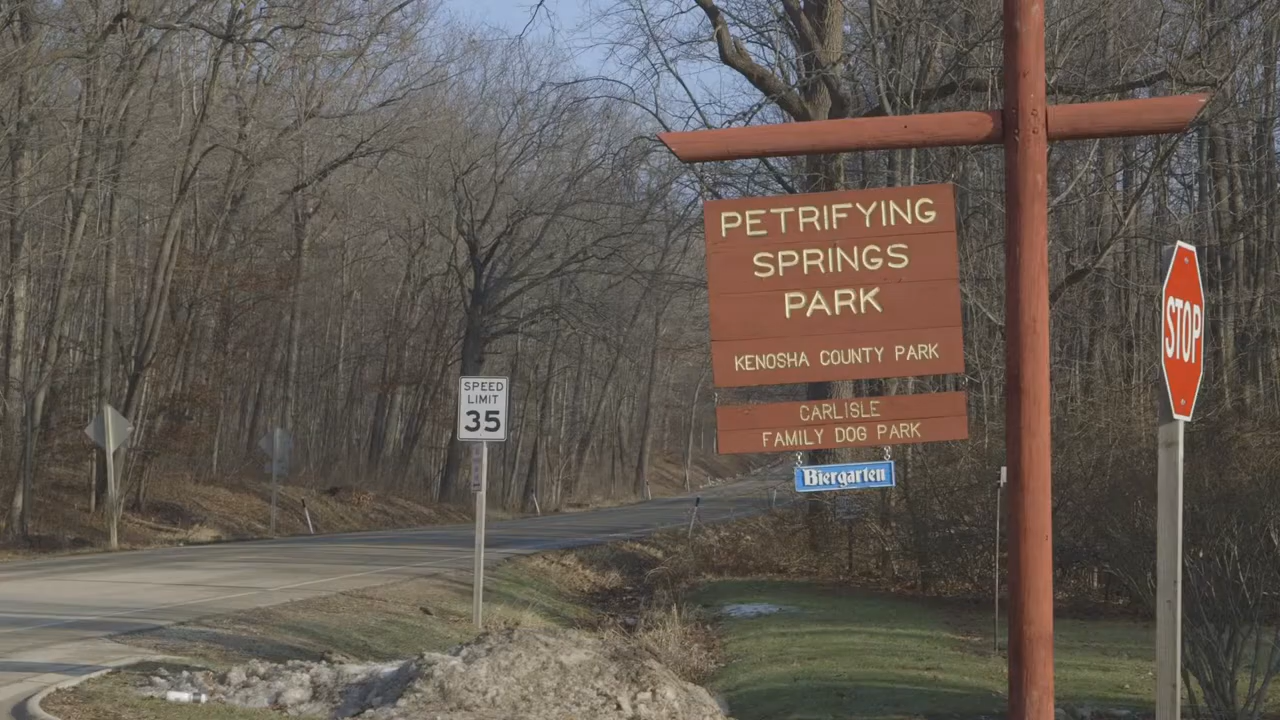 PETRIFYING
SPRINGS
PARK
KENOSHA COUNTY PARK
CARLISLE
FAMILY DOG PARK
Biergarten
SPEED
LIMIT
35
STOP